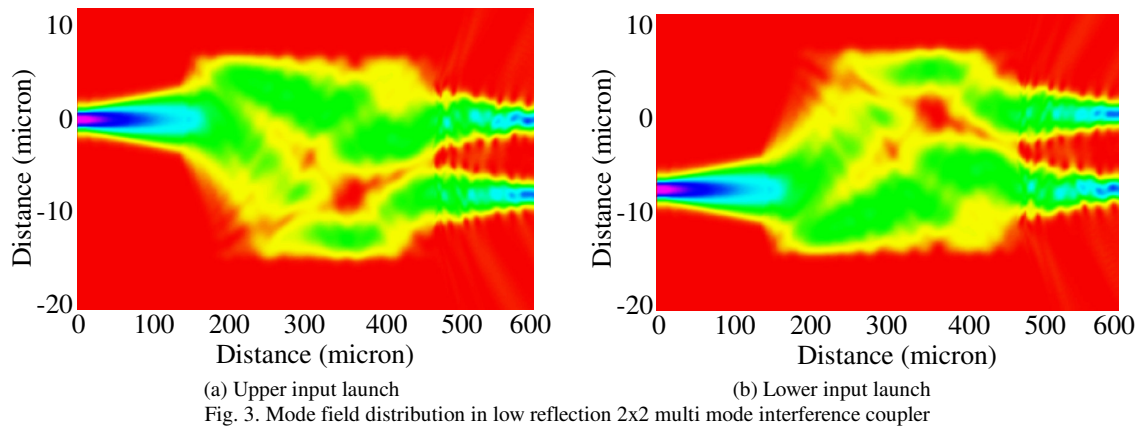 10
0
-10
-20
Distance (micron)
0 100 200 300 400 500 600
Distance (micron)
(a) Upper input launch
10
0
-10
-20
Distance (micron)
0 100 200 300 400 500 600
Distance (micron)
(b) Lower input launch
Fig. 3. Mode field distribution in low reflection 2x2 multi mode interference coupler